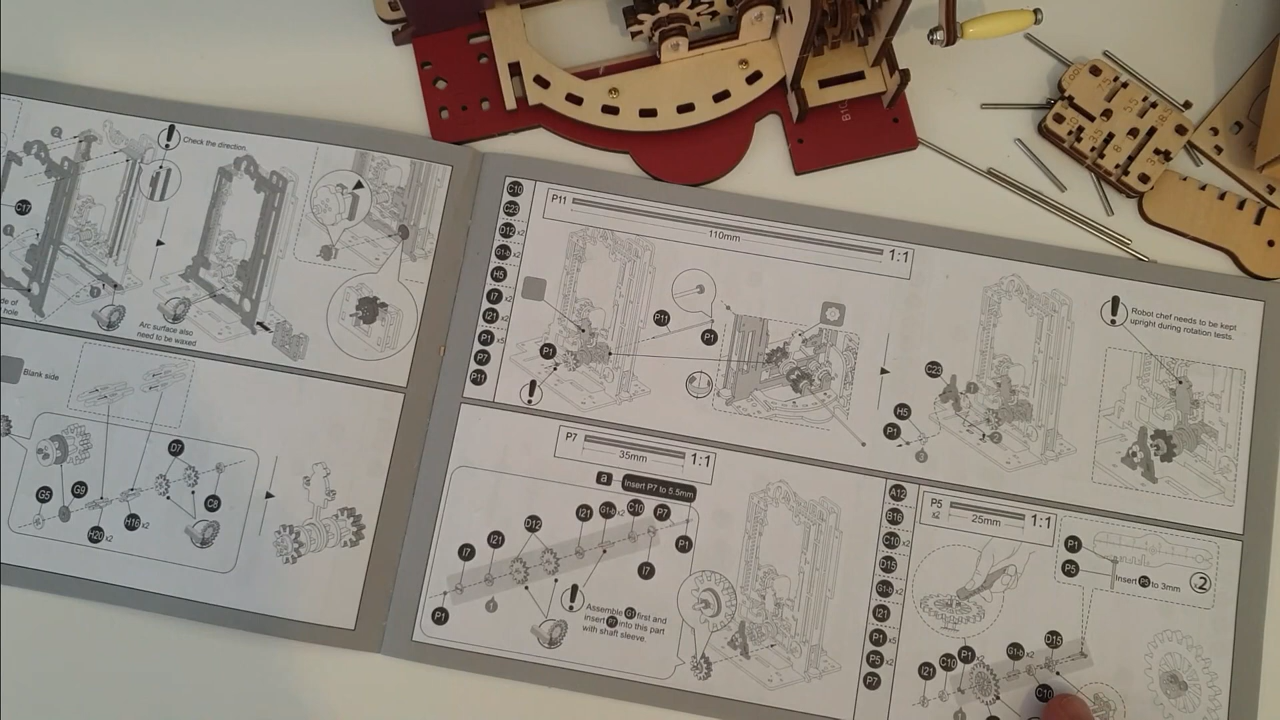 Check the direction.
C17
de of
hole
Arc surface also
need to be waxed
Blank side
D7
G5
G9
H20 x2
H16 x2
C8
C10
C23
D12 x2
G1-b x2
H5
I7 x2
I21 x2
P1 x5
P7
P11
P11
110mm
1:1
P11
P1
P1
C23
H5
P1
Robot chef needs to be kept
upright during rotation tests.
P7
35mm
1:1
a Insert P7 to 5.5mm
I7
I21
D12
I21
G1-b x2
C10
P7
P1
I7
P1
Assemble G1 first and
insert P7 into this part
with shaft sleeve.
A12
B16
C10 x2
D15
G1-b x2
I21
P1 x5
P5 x2
P7
P5
x2
25mm
1:1
P1
P5
Insert P5 to 3mm
2
I21
C10
P1
G1-b x2
D15
C10